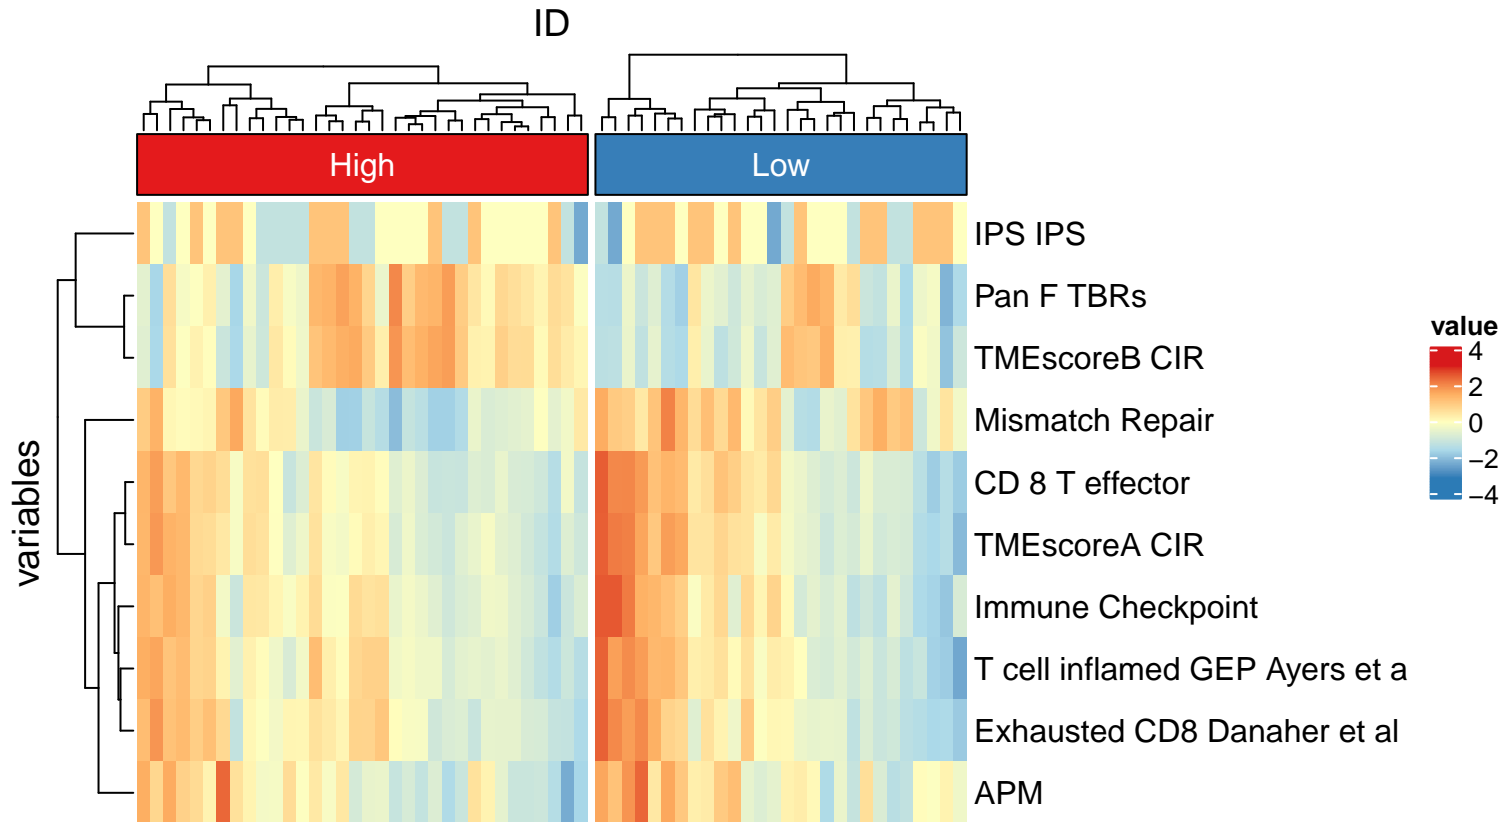 ID
High
Low
IPS IPS
Pan F TBRs
TMEscoreB CIR
Mismatch Repair
CD 8 T effector
TMEscoreA CIR
Immune Checkpoint
T cell inflamed GEP Ayers et a
Exhausted CD8 Danaher et al
APM
variables
value
4
2
0
−2
−4